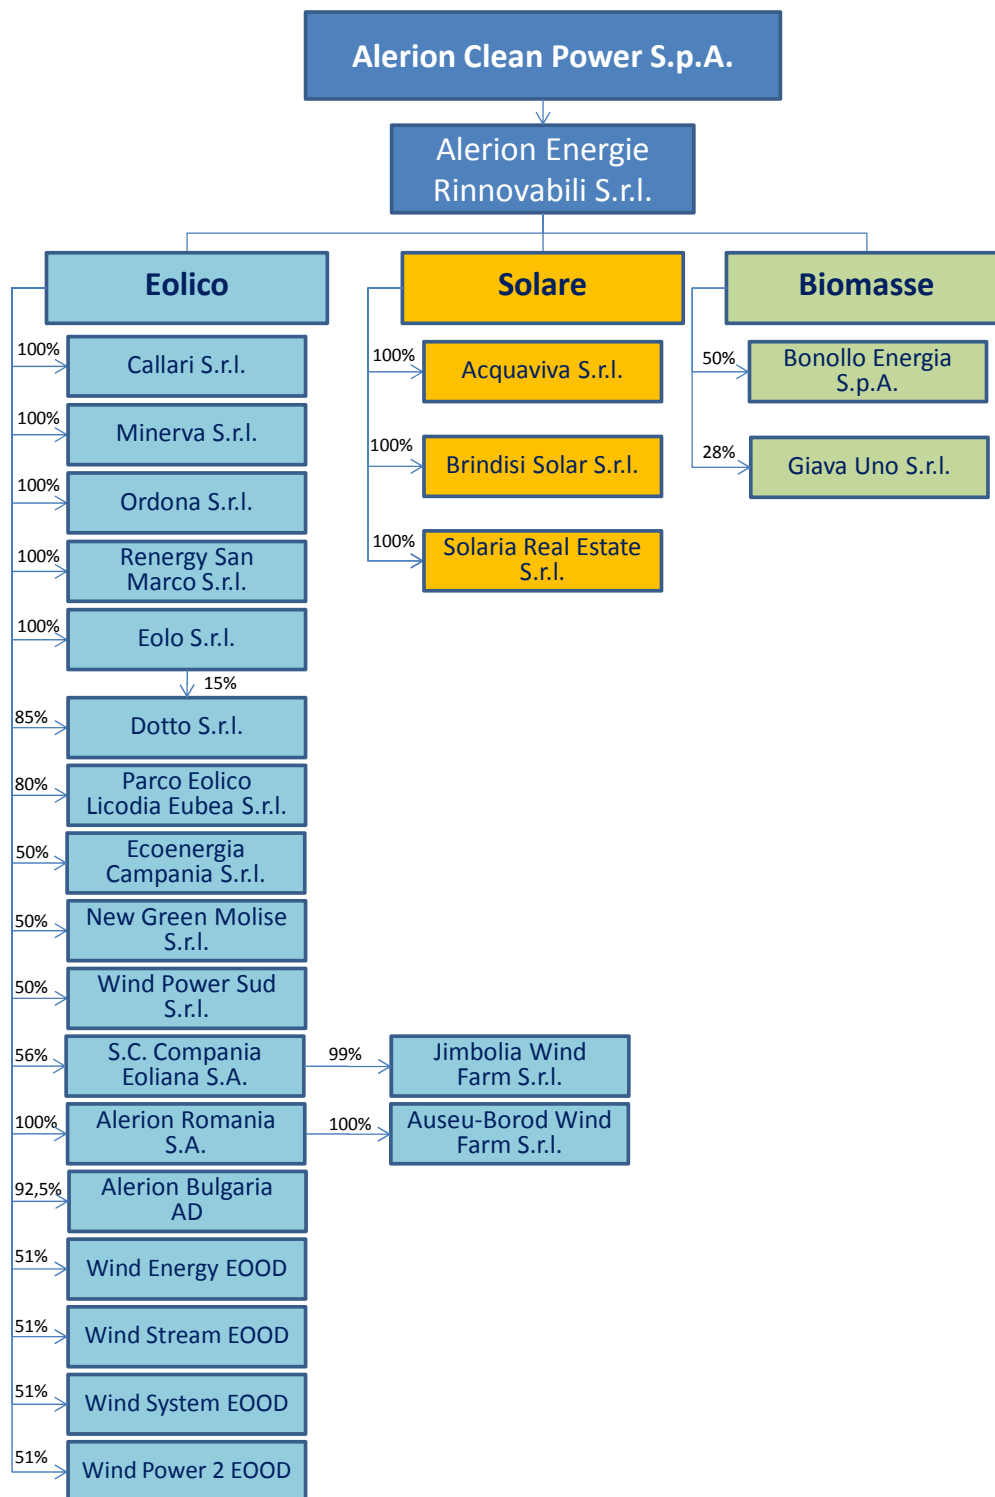 Alerion Clean Power S.p.A.
Alerion Energie
Rinnovabili S.r.l.
Eolico
100%
Callari S.r.l.
100%
Minerva S.r.l.
100%
Ordona S.r.l.
100%
Renergy San
Marco S.r.l.
100%
Eolo S.r.l.
15%
85%
Dotto S.r.l.
80%
Parco Eolico
Licodia Eubea S.r.l.
50%
Ecoenergia
Campania S.r.l.
50%
New Green Molise
S.r.l.
50%
Wind Power Sud
S.r.l.
56%
S.C. Compania
Eoliana S.A.
99%
Jimbolia Wind
Farm S.r.l.
100%
Alerion Romania
S.A.
100%
Auseu-Borod Wind
Farm S.r.l.
92,5%
Alerion Bulgaria
AD
51%
Wind Energy EOOD
51%
Wind Stream EOOD
51%
Wind System EOOD
51%
Wind Power 2 EOOD
Solare
100%
Acquaviva S.r.l.
100%
Brindisi Solar S.r.l.
100%
Solaria Real Estate
S.r.l.
Biomasse
50%
Bonollo Energia
S.p.A.
28%
Giava Uno S.r.l.